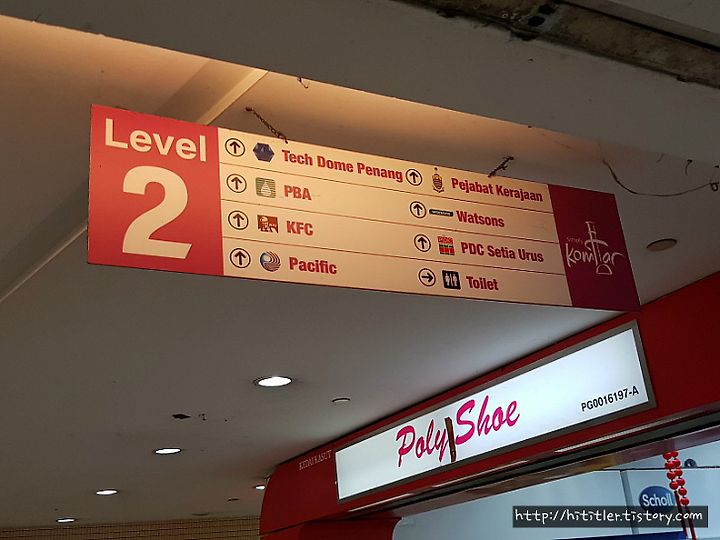 Level
2
Tech Dome Penang
PBA
KFC
Pacific
Pejabat Kerajaan
Watsons
PDC Setia Urus
Toilet
simply
komtar
KEDAI KASUT
Poly Shoe
PG0016197-A
Scholl
http://hititler.tistory.com